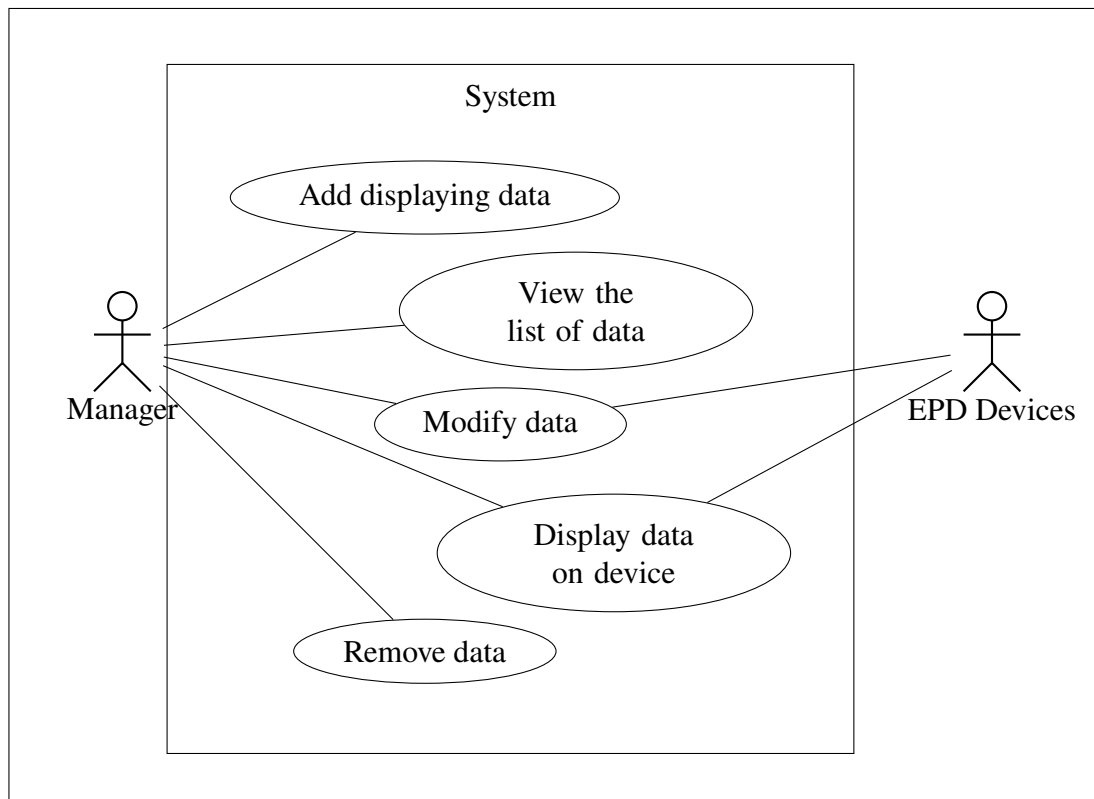 System
Add displaying data
View the
list of data
Manager
EPD Devices
Modify data
Display data
on device
Remove data